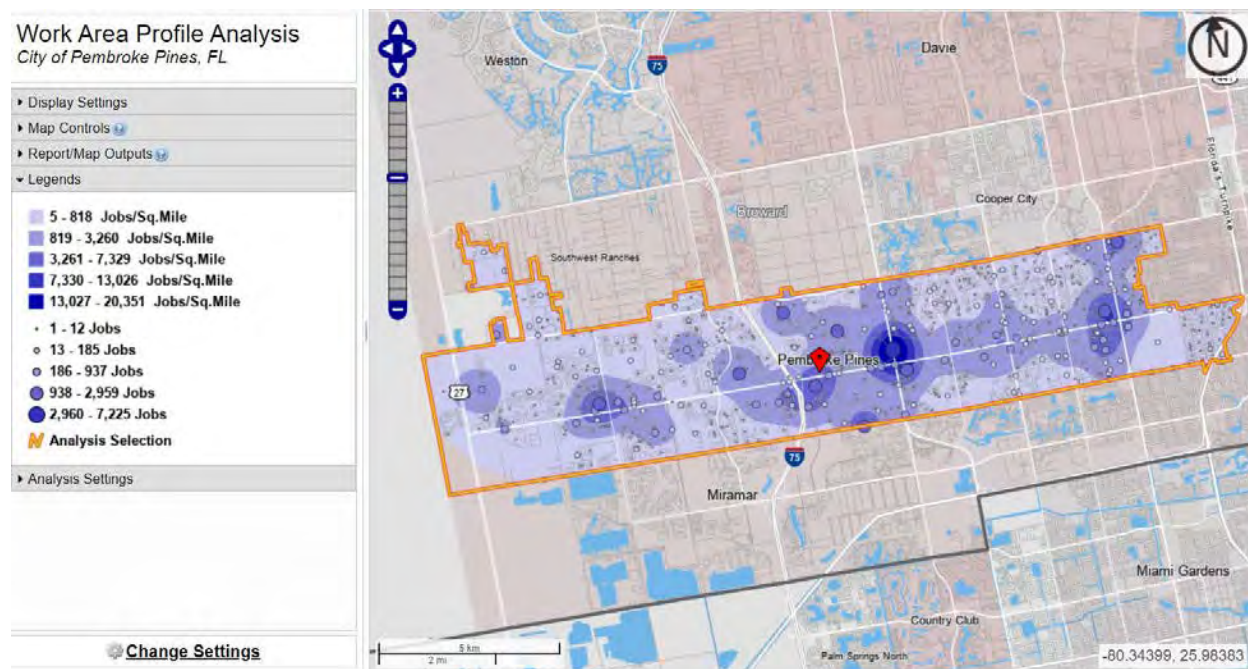 Work Area Profile Analysis
City of Pembroke Pines, FL
Display Settings
Map Controls
Report/Map Outputs
Legends
5 - 818 Jobs/Sq.Mile
819 - 3,260 Jobs/Sq.Mile
3,261 - 7,329 Jobs/Sq.Mile
7,330 - 13,026 Jobs/Sq.Mile
13,027 - 20,351 Jobs/Sq.Mile
1 - 12 Jobs
13 - 185 Jobs
186 - 937 Jobs
938 - 2,959 Jobs
2,960 - 7,225 Jobs
Analysis Selection
Analysis Settings
Change Settings
N
Weston
75
Davie
Florida's Turnpike
Cooper City
Broward
Southwest Ranches
Pembroke Pines
27
75
Miramar
Miami Gardens
Country Club
Palm Springs North
5 km
2 mi
-80.34399, 25.98383